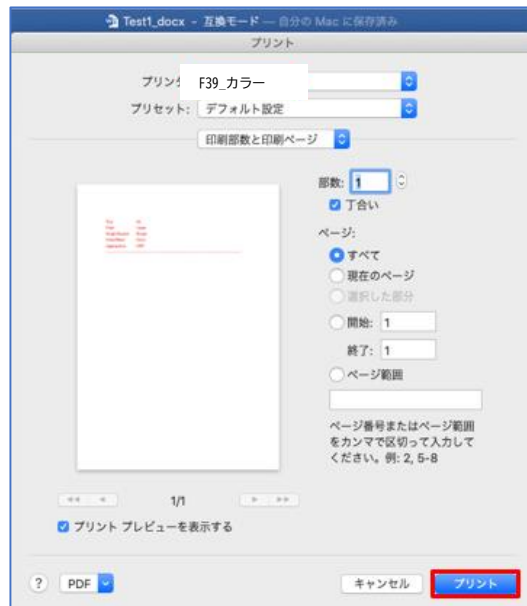 Test1_docx - 互換モード — 自分の Mac に保存済み
プリント
プリンタ F39_カラー
プリセット: デフォルト設定
印刷部数と印刷ページ
部数: 1
丁合い
ページ:
すべて
現在のページ
選択した部分
開始: 1
終了: 1
ページ範囲
ページ番号またはページ範囲
をカンマで区切って入力して
ください。例: 2, 5-8
1/1
プリント プレビューを表示する
? PDF キャンセル プリント